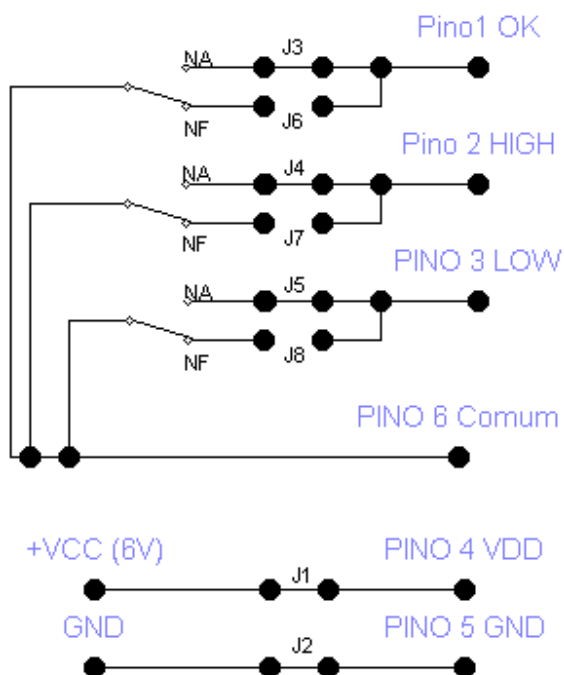 Pino1 OK
NA J3
NF J6
Pino 2 HIGH
NA J4
NF J7
PINO 3 LOW
NA J5
NF J8
PINO 6 Comum
+VCC (6V) PINO 4 VDD
J1
GND PINO 5 GND
J2